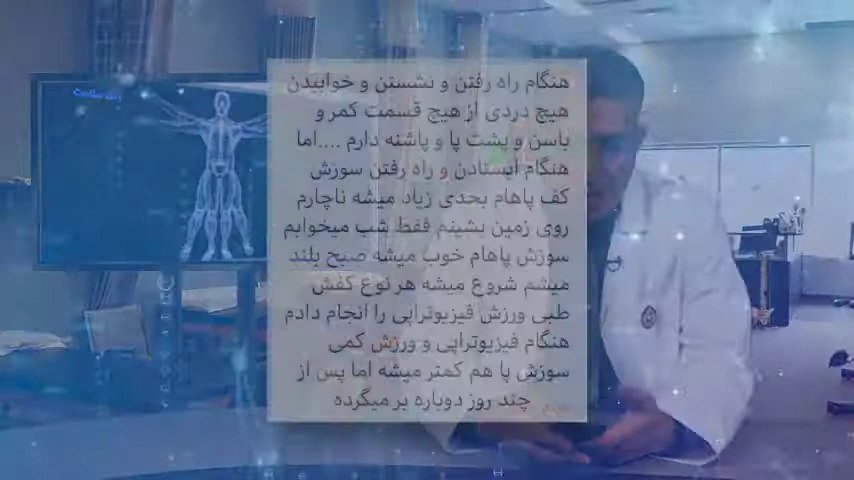 هنگام راه رفتن و نشستن و خوابیدن
هیچ دردی از هیچ قسمت کمر و
باسن و پشت پا و پاشنه دارم ....اما
هنگام ایستادن و راه رفتن سوزش
کف پاهام بحدی زیاد میشه ناچارم
روی زمین بشینم فقط شب میخوابم
سوزش پاهام خوب میشه صبح بلند
میشم شروع میشه هر نوع کفش
طبی ورزش فیزیوتراپی را انجام دادم
هنگام فیزیوتراپی و ورزش کمی
سوزش پا هم کمتر میشه اما پس از
چند روز دوباره بر میگرده